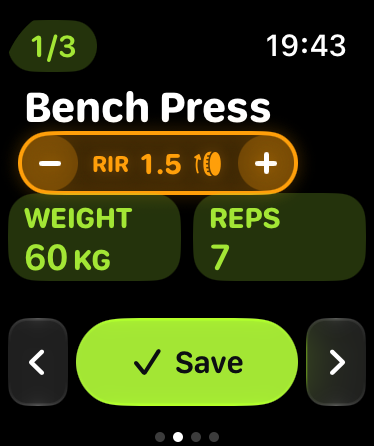 1/3 19:43
Bench Press
− RIR 1.5 +
WEIGHT REPS
60 KG 7
Save